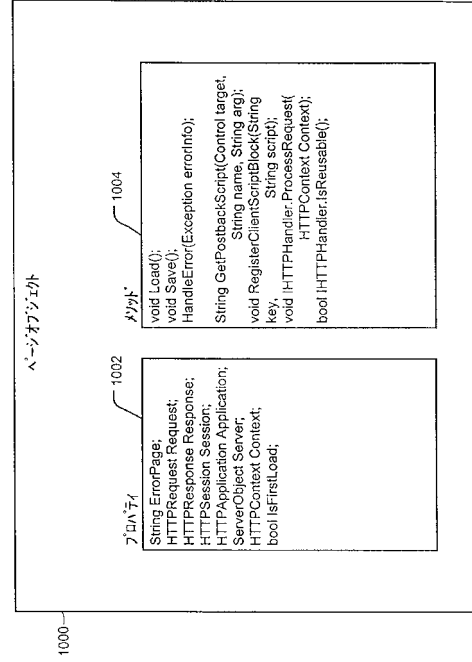 1000
ページオブジェクト
プロパティ
1002
String ErrorPage;
HTTPRequest Request;
HTTPResponse Response;
HTTPSession Session;
HTTPApplication Application;
ServerObject Server;
HTTPContext Context;
bool IsFirstLoad;
メソッド
1004
void Load();
void Save();
HandleError(Exception errorInfo);
String GetPostbackScript(Control target,
String name, String arg);
void RegisterClientScriptBlock(String
key,
String script);
void IHTTPHandler.ProcessRequest(
HTTPContext Context);
bool IHTTPHandler.IsReusable();